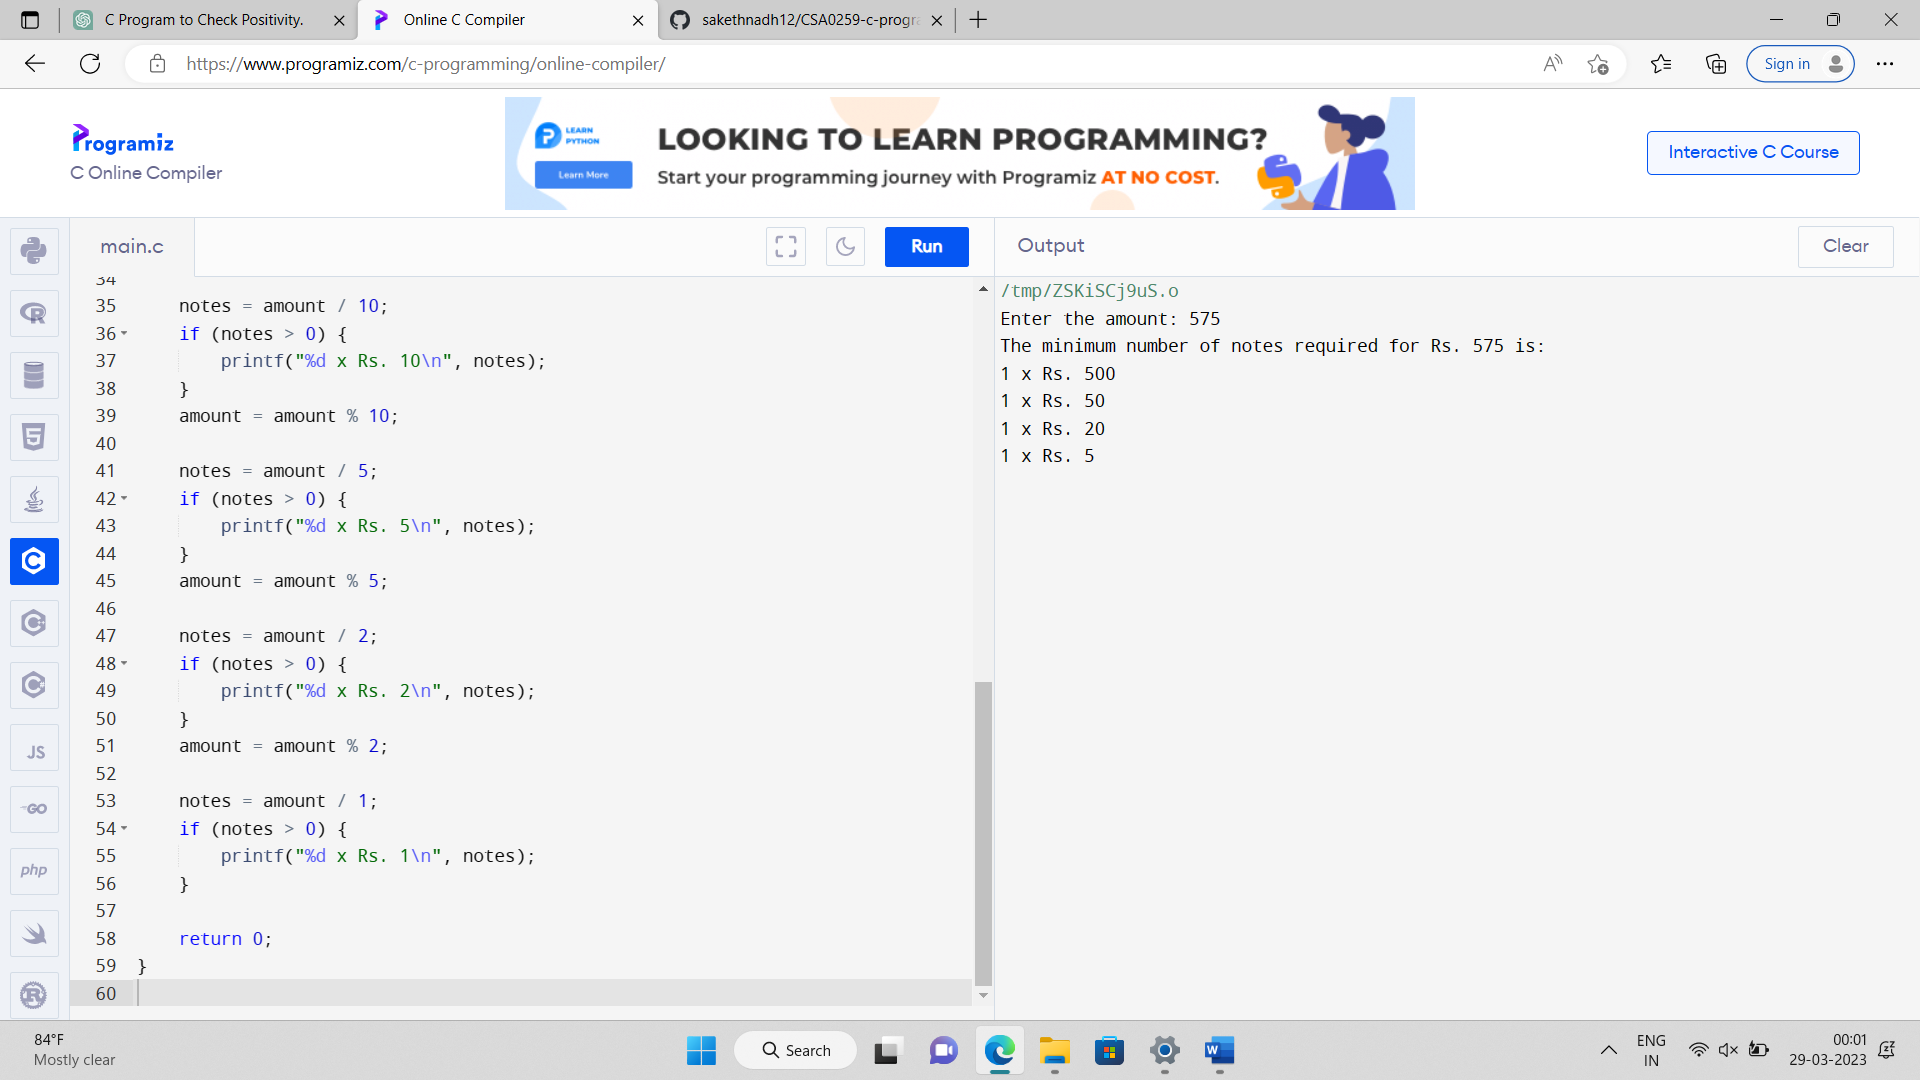 C Program to Check Positivity.
Online C Compiler
sakethnadh12/CSA0259-c-progra
https://www.programiz.com/c-programming/online-compiler/
Sign in
Programiz
C Online Compiler
LEARN PYTHON
Learn More
LOOKING TO LEARN PROGRAMMING?
Start your programming journey with Programiz AT NO COST.
Interactive C Course
main.c
Run
Output
Clear
34
35 notes = amount / 10;
36 if (notes > 0) {
37 printf("%d x Rs. 10\n", notes);
38 }
39 amount = amount % 10;
40
41 notes = amount / 5;
42 if (notes > 0) {
43 printf("%d x Rs. 5\n", notes);
44 }
45 amount = amount % 5;
46
47 notes = amount / 2;
48 if (notes > 0) {
49 printf("%d x Rs. 2\n", notes);
50 }
51 amount = amount % 2;
52
53 notes = amount / 1;
54 if (notes > 0) {
55 printf("%d x Rs. 1\n", notes);
56 }
57
58 return 0;
59 }
60
/tmp/ZSKiSCj9uS.o
Enter the amount: 575
The minimum number of notes required for Rs. 575 is:
1 x Rs. 500
1 x Rs. 50
1 x Rs. 20
1 x Rs. 5
JS
GO
php
84°F
Mostly clear
Search
ENG
IN
00:01
29-03-2023